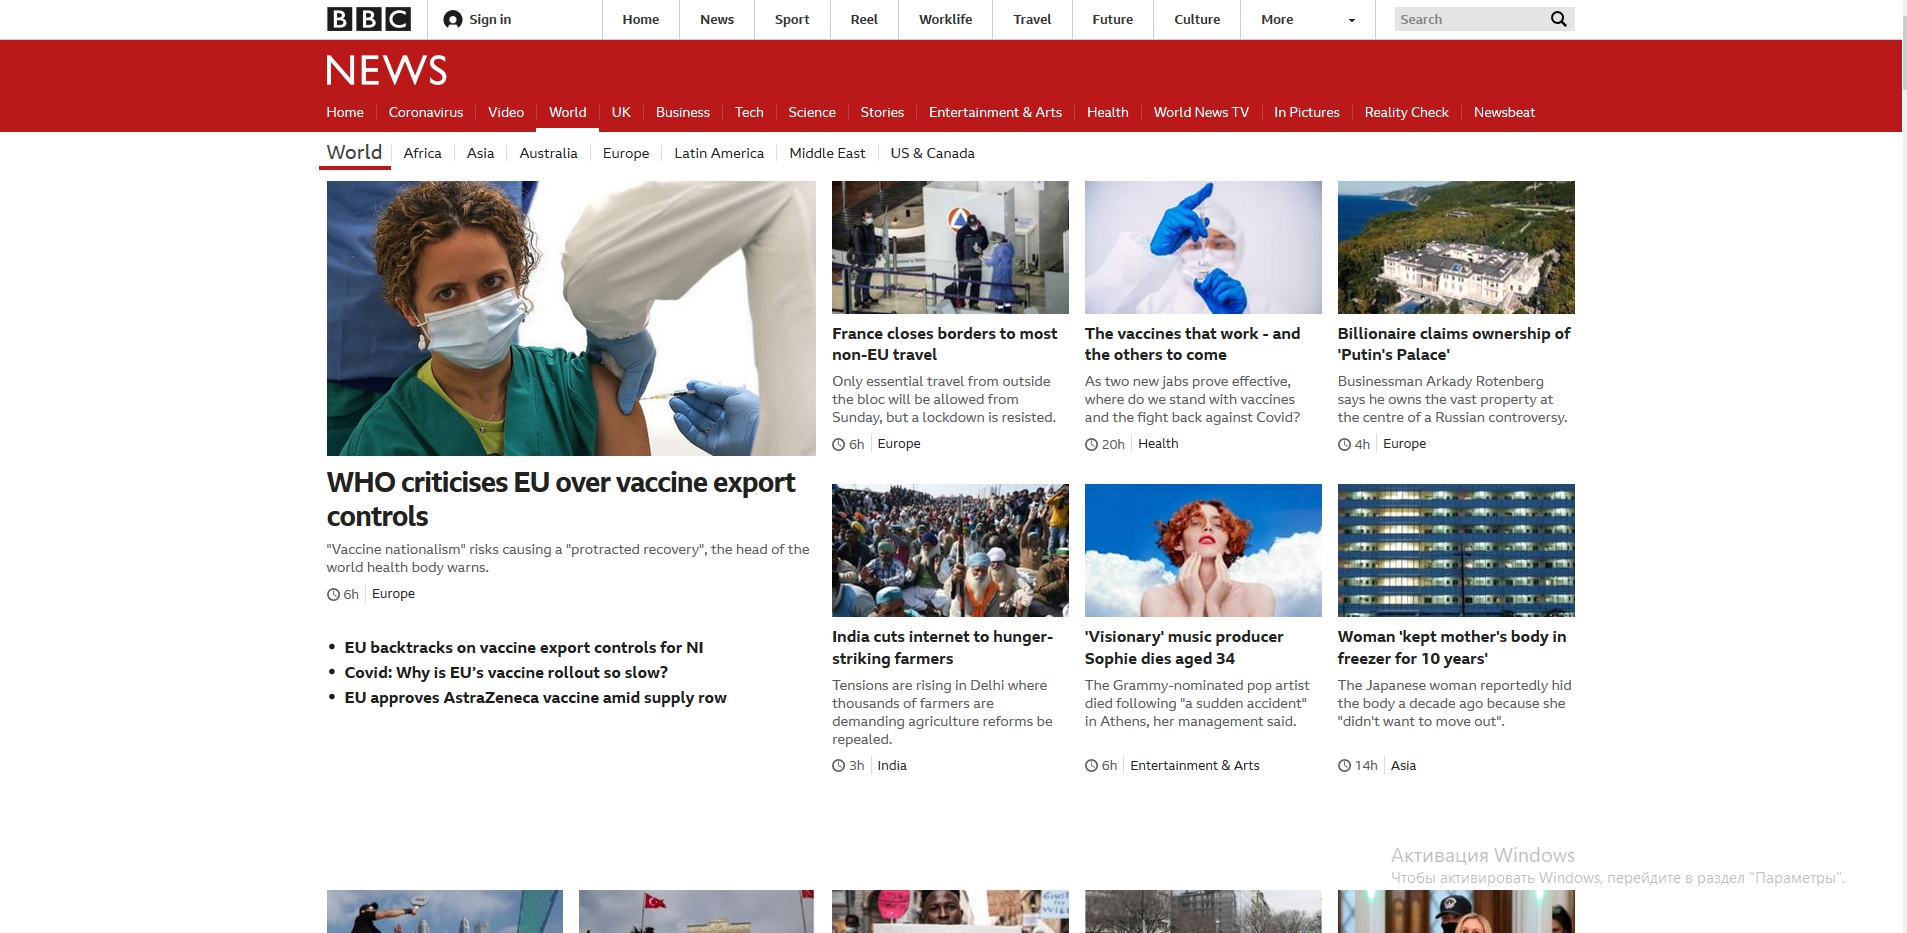 BBC
Sign in
Home
News
Sport
Reel
Worklife
Travel
Future
Culture
More
Search
NEWS
Home
Coronavirus
Video
World
UK
Business
Tech
Science
Stories
Entertainment & Arts
Health
World News TV
In Pictures
Reality Check
Newsbeat
World
Africa
Asia
Australia
Europe
Latin America
Middle East
US & Canada
WHO criticises EU over vaccine export
controls
"Vaccine nationalism" risks causing a "protracted recovery", the head of the
world health body warns.
6h
Europe
• EU backtracks on vaccine export controls for NI
• Covid: Why is EU’s vaccine rollout so slow?
• EU approves AstraZeneca vaccine amid supply row
France closes borders to most
non-EU travel
Only essential travel from outside
the bloc will be allowed from
Sunday, but a lockdown is resisted.
6h
Europe
The vaccines that work - and
the others to come
As two new jabs prove effective,
where do we stand with vaccines
and the fight back against Covid?
20h
Health
Billionaire claims ownership of
'Putin's Palace'
Businessman Arkady Rotenberg
says he owns the vast property at
the centre of a Russian controversy.
4h
Europe
India cuts internet to hunger-
striking farmers
Tensions are rising in Delhi where
thousands of farmers are
demanding agriculture reforms be
repealed.
3h
India
'Visionary' music producer
Sophie dies aged 34
The Grammy-nominated pop artist
died following "a sudden accident"
in Athens, her management said.
6h
Entertainment & Arts
Woman 'kept mother's body in
freezer for 10 years'
The Japanese woman reportedly hid
the body a decade ago because she
"didn't want to move out".
14h
Asia
Активация Windows
Чтобы активировать Windows, перейдите в раздел "Параметры".